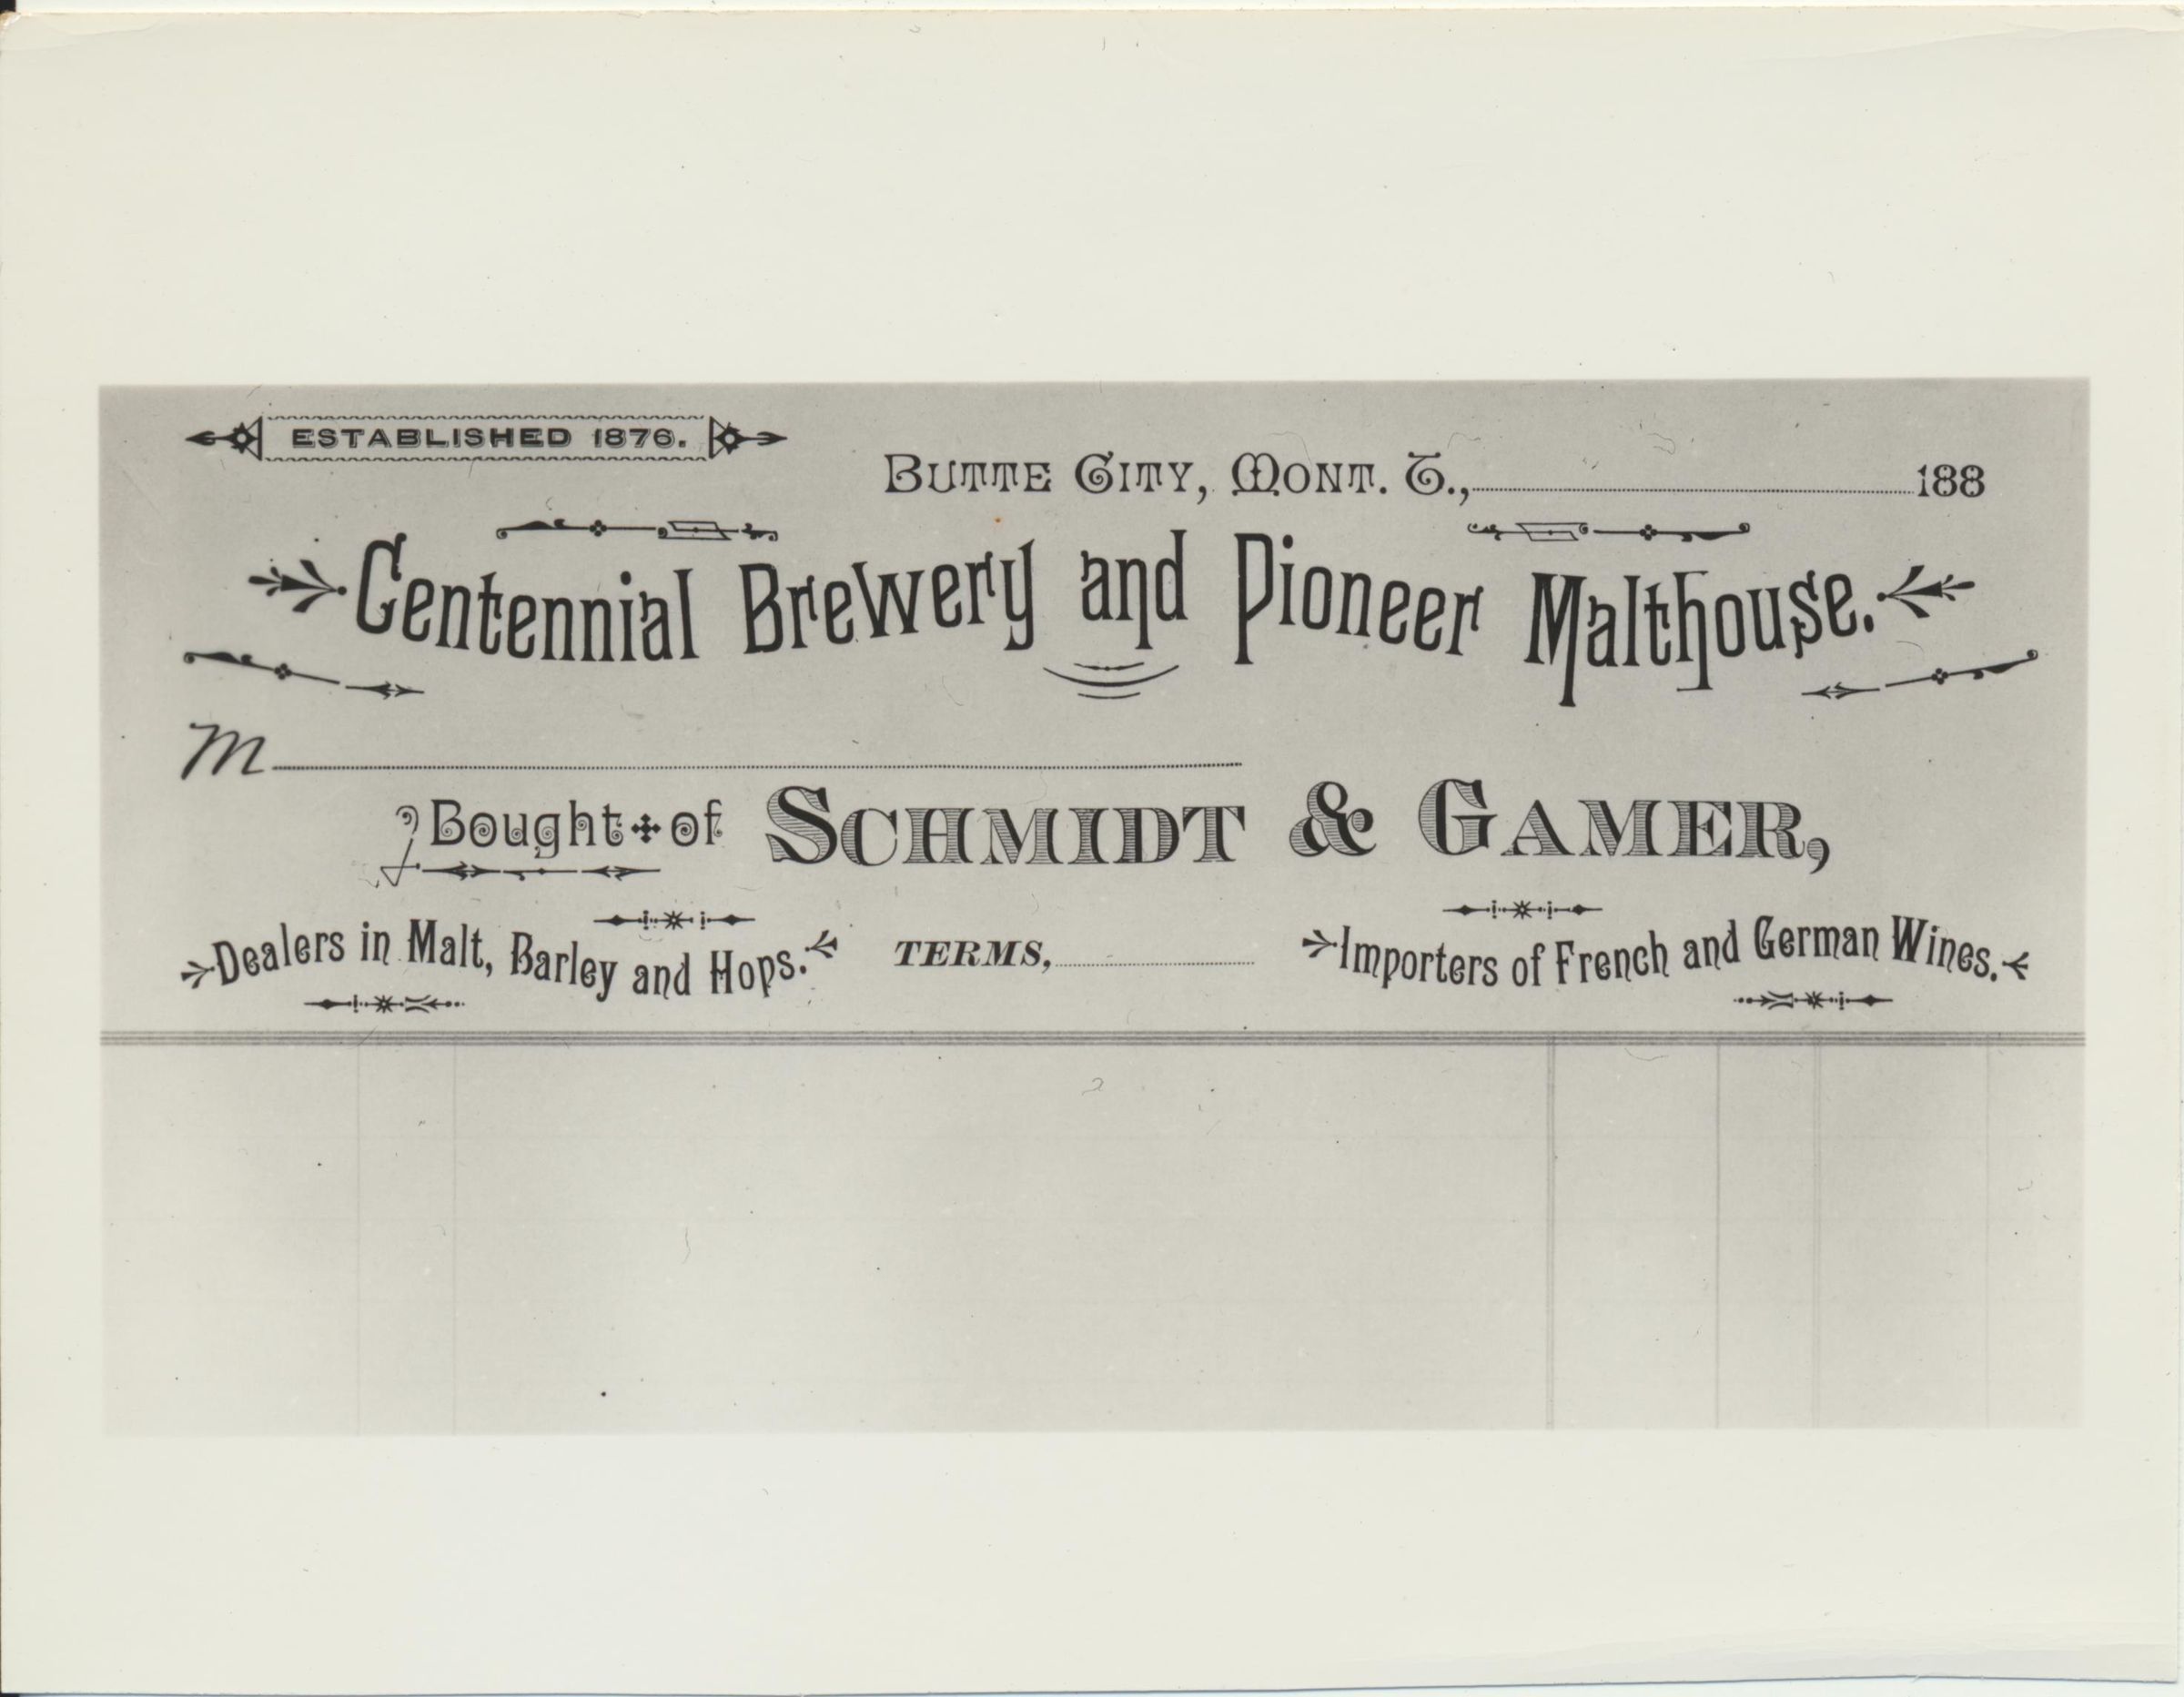 ESTABLISHED 1876.
BUTTE CITY, MONT. T., 188
Centennial Brewery and Pioneer Malthouse.
M
Bought of SCHMIDT & GAMER,
Dealers in Malt, Barley and Hops. TERMS, Importers of French and German Wines.